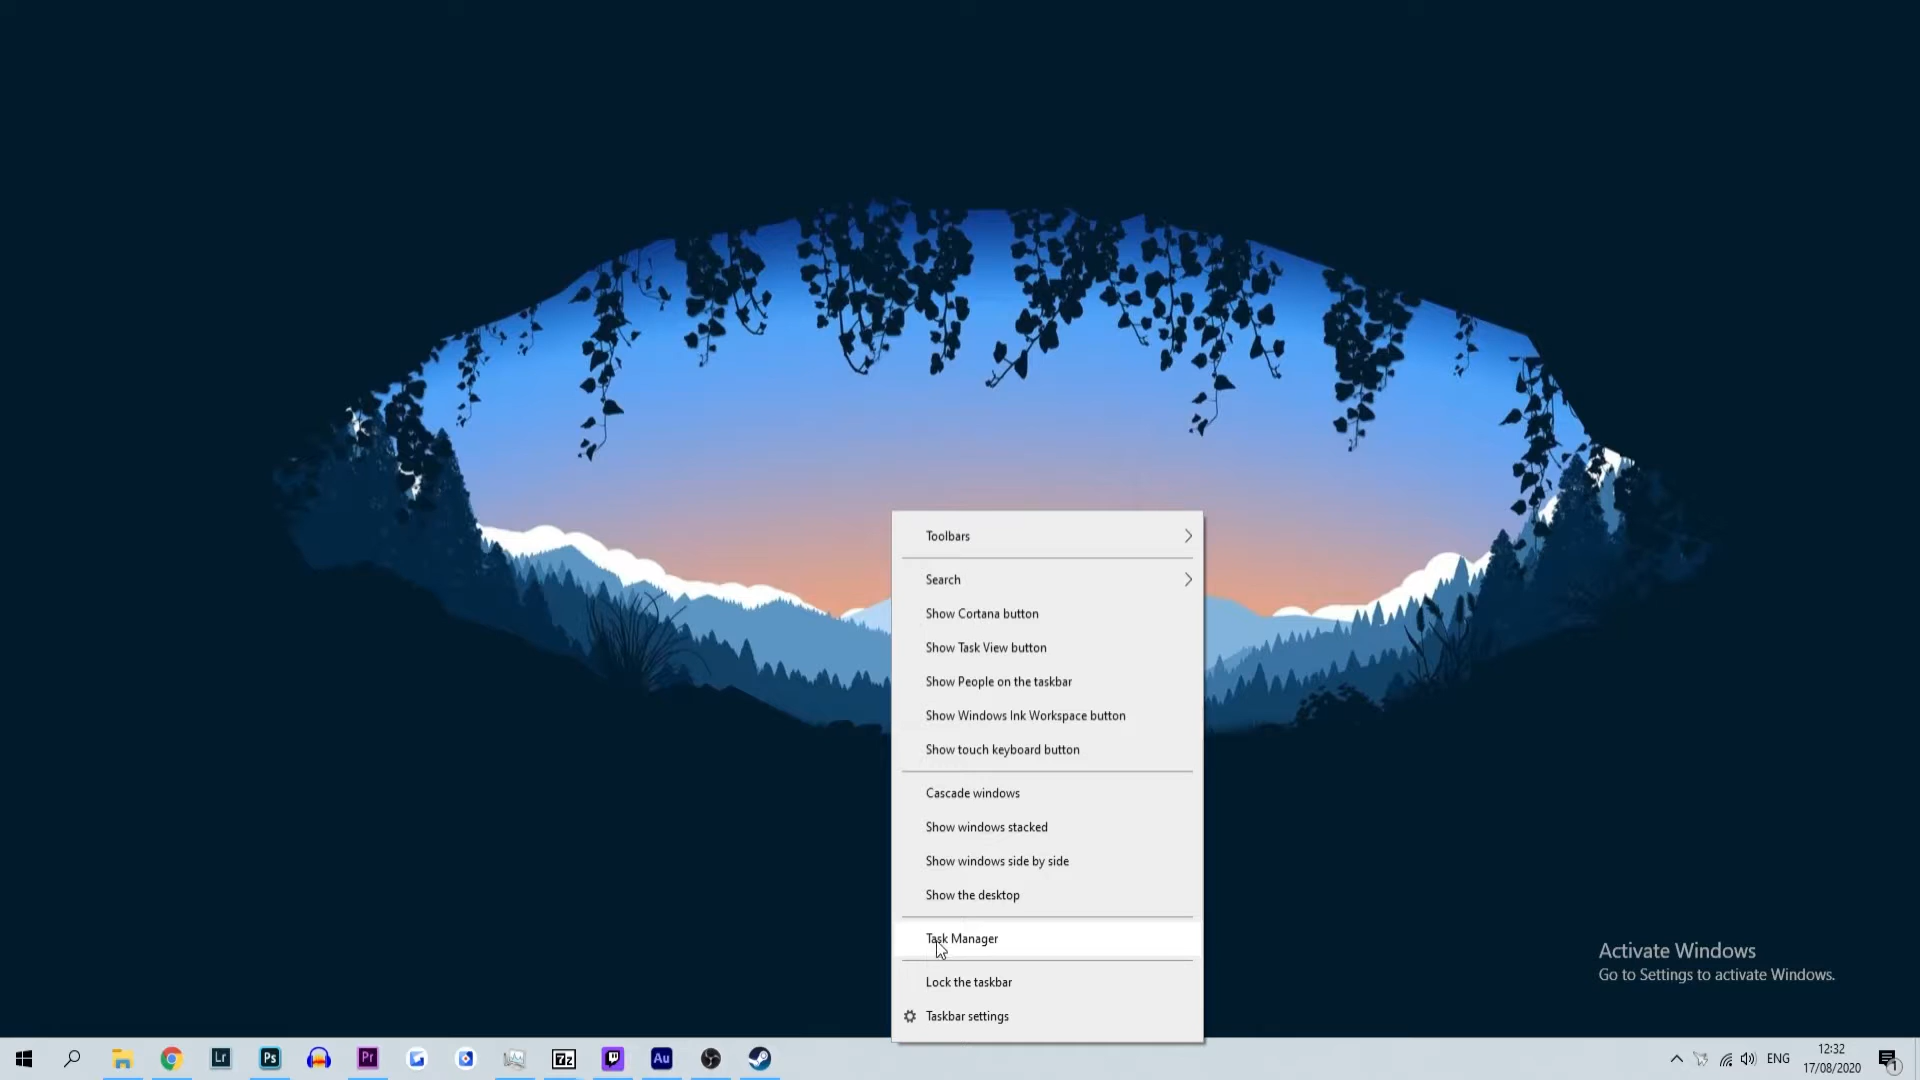 Toolbars
Search
Show Cortana button
Show Task View button
Show People on the taskbar
Show Windows Ink Workspace button
Show touch keyboard button
Cascade windows
Show windows stacked
Show windows side by side
Show the desktop
Task Manager
Lock the taskbar
Taskbar settings
Activate Windows
Go to Settings to activate Windows.
Lr
Ps
Pr
7z
Au
ENG
12:32
17/08/2020
1